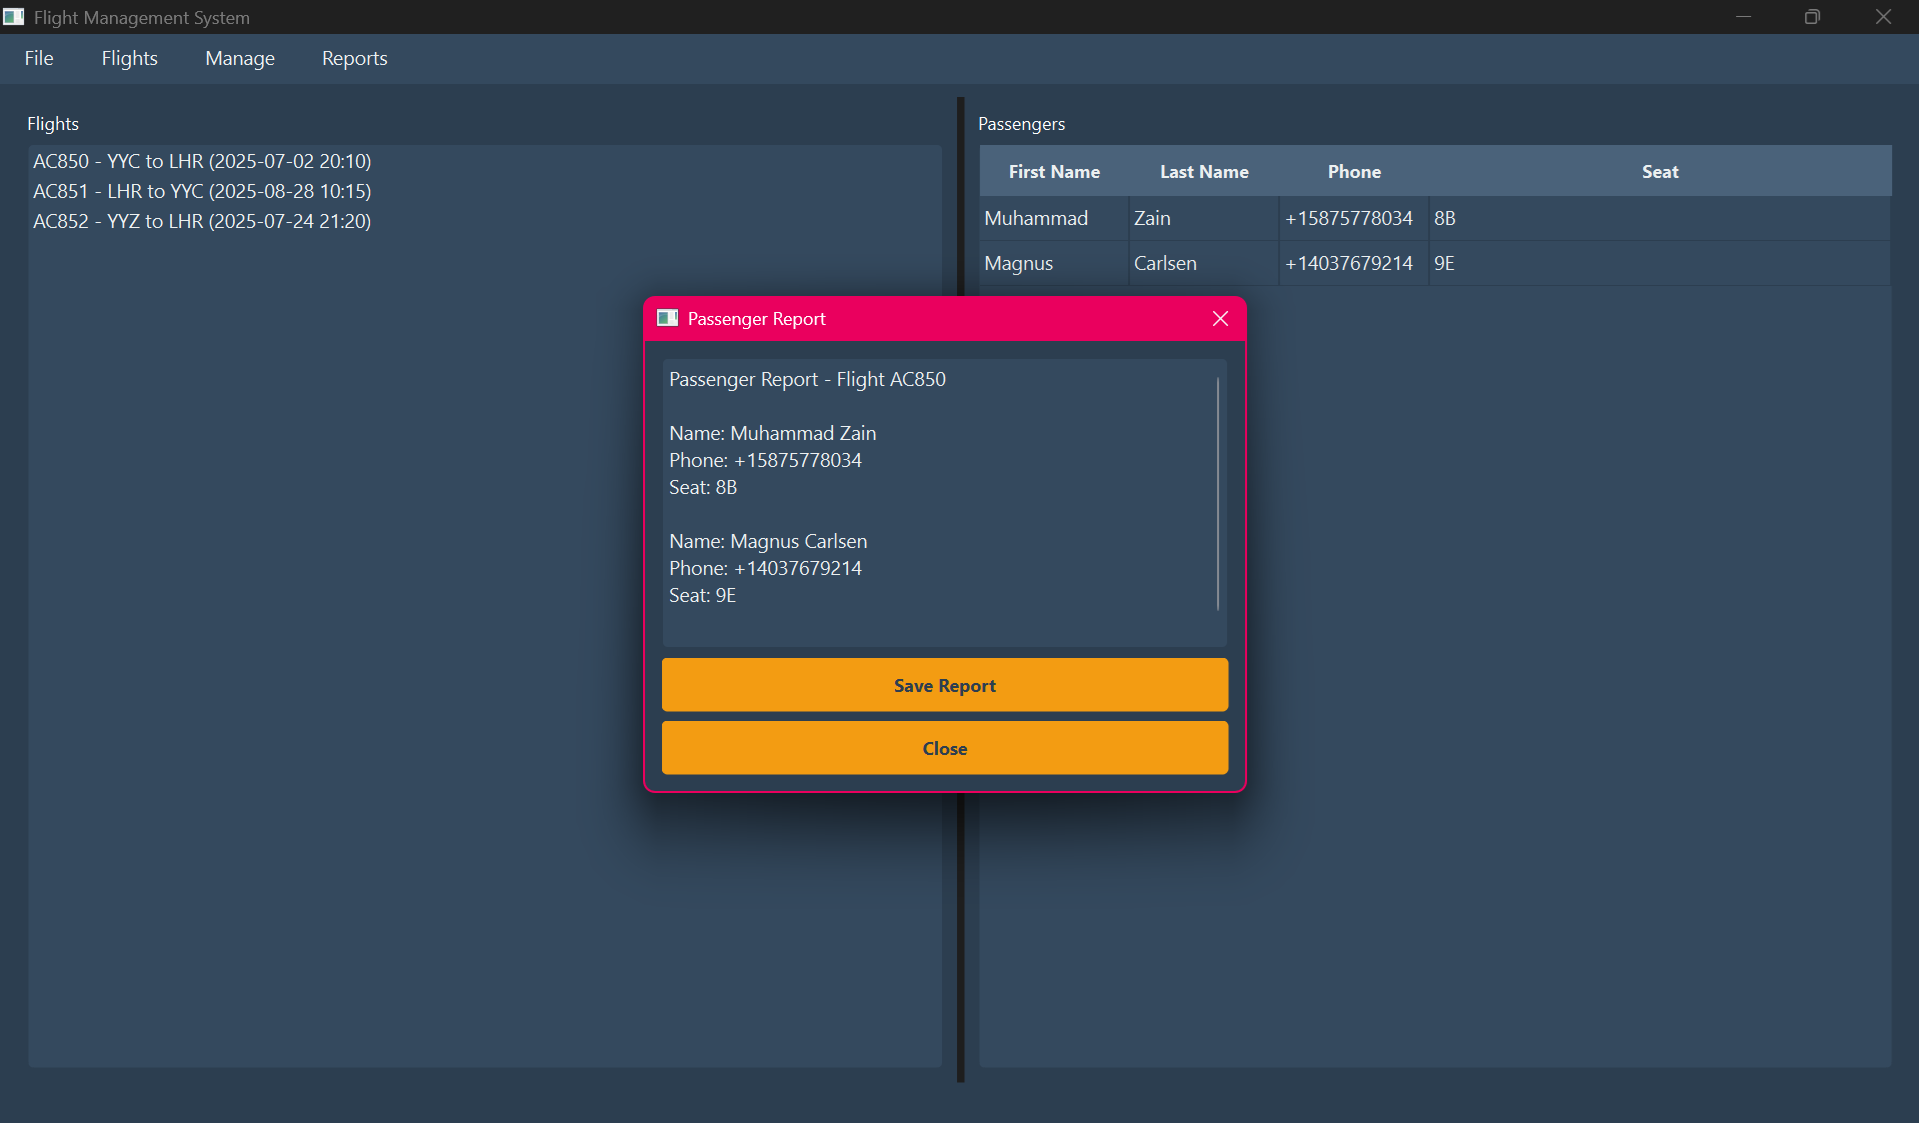 Flight Management System
File Flights Manage Reports
Flights
AC850 - YYC to LHR (2025-07-02 20:10)
AC851 - LHR to YYC (2025-08-28 10:15)
AC852 - YYZ to LHR (2025-07-24 21:20)
Passengers
First Name Last Name Phone Seat
Muhammad Zain +15875778034 8B
Magnus Carlsen +14037679214 9E
Passenger Report
Passenger Report - Flight AC850
Name: Muhammad Zain
Phone: +15875778034
Seat: 8B
Name: Magnus Carlsen
Phone: +14037679214
Seat: 9E
Save Report
Close